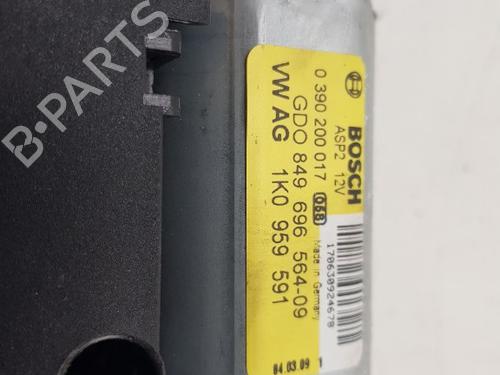 BOSCH
ASP2 12V
0 390 200 017 068
Made in Germany
GDO 849 696 564-09
VW AG 1K0 959 591
170630924678
04.03.09 1
B-PARTS